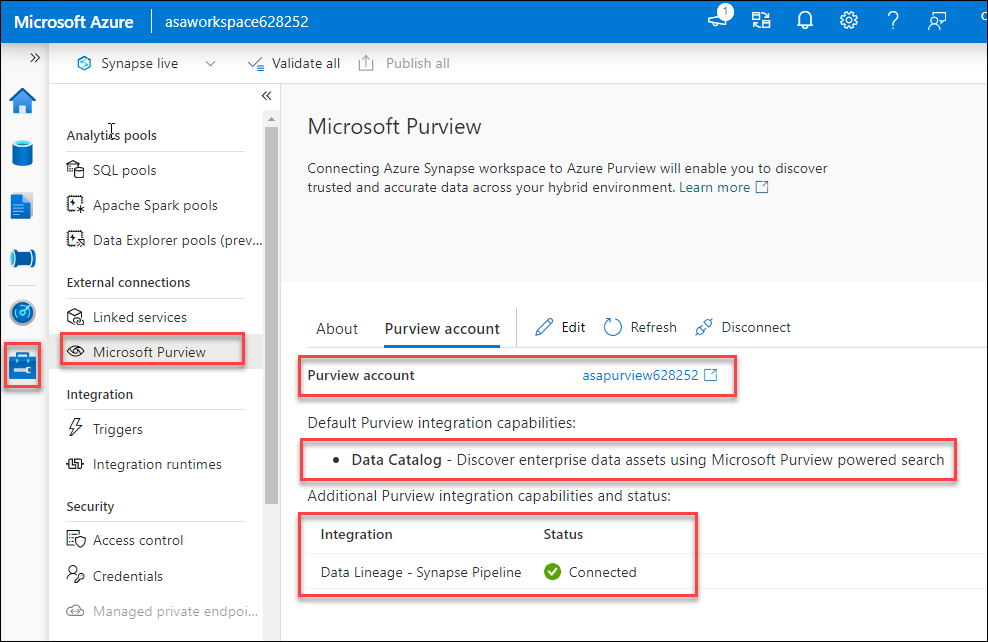 Microsoft Azure asaworkspace628252 1 ?
Synapse live Validate all Publish all
Analytics pools
SQL pools
Apache Spark pools
Data Explorer pools (prev...
External connections
Linked services
Microsoft Purview
Integration
Triggers
Integration runtimes
Security
Access control
Credentials
Managed private endpoi...
Microsoft Purview
Connecting Azure Synapse workspace to Azure Purview will enable you to discover
trusted and accurate data across your hybrid environment. Learn more
About Purview account Edit Refresh Disconnect
Purview account asapurview628252
Default Purview integration capabilities:
• Data Catalog - Discover enterprise data assets using Microsoft Purview powered search
Additional Purview integration capabilities and status:
Integration Status
Data Lineage - Synapse Pipeline Connected